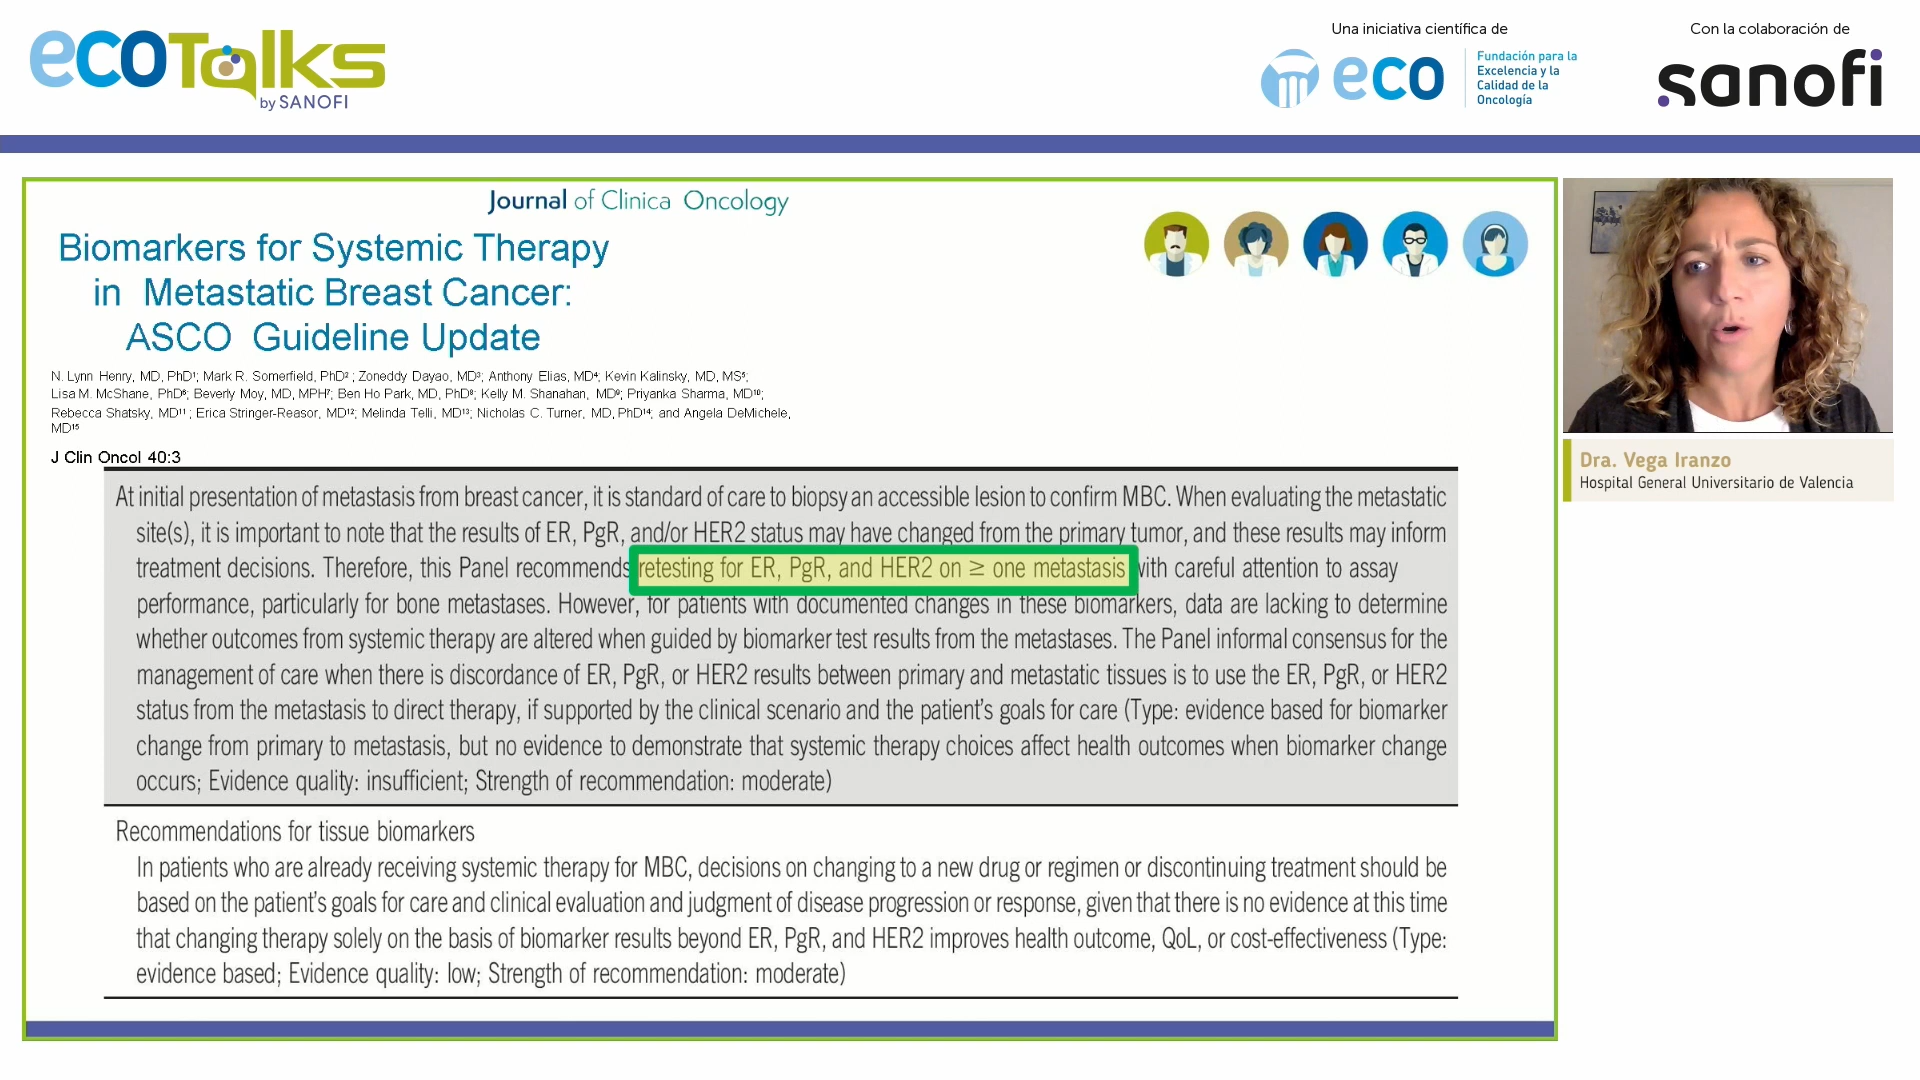 ecoTalks
by SANOFI
Una iniciativa científica de
eco
Fundación para la
Excelencia y la
Calidad de la
Oncología
Con la colaboración de
sanofi
Journal of Clinica Oncology
Biomarkers for Systemic Therapy
in Metastatic Breast Cancer:
ASCO Guideline Update
N. Lynn Henry, MD, PhD¹; Mark R. Somerfield, PhD²; Zoneddy Dayao, MD³; Anthony Elias, MD⁴; Kevin Kalinsky, MD, MS⁵;
Lisa M. McShane, PhD⁶; Beverly Moy, MD, MPH⁷; Ben Ho Park, MD, PhD⁸; Kelly M. Shanahan, MD⁹; Priyanka Sharma, MD¹⁰;
Rebecca Shatsky, MD¹¹; Erica Stringer-Reasor, MD¹²; Melinda Telli, MD¹³; Nicholas C. Turner, MD, PhD¹⁴; and Angela DeMichele,
MD¹⁵
J Clin Oncol 40:3
At initial presentation of metastasis from breast cancer, it is standard of care to biopsy an accessible lesion to confirm MBC. When evaluating the metastatic
site(s), it is important to note that the results of ER, PgR, and/or HER2 status may have changed from the primary tumor, and these results may inform
treatment decisions. Therefore, this Panel recommends retesting for ER, PgR, and HER2 on ≥ one metastasis with careful attention to assay
performance, particularly for bone metastases. However, for patients with documented changes in these biomarkers, data are lacking to determine
whether outcomes from systemic therapy are altered when guided by biomarker test results from the metastases. The Panel informal consensus for the
management of care when there is discordance of ER, PgR, or HER2 results between primary and metastatic tissues is to use the ER, PgR, or HER2
status from the metastasis to direct therapy, if supported by the clinical scenario and the patient's goals for care (Type: evidence based for biomarker
change from primary to metastasis, but no evidence to demonstrate that systemic therapy choices affect health outcomes when biomarker change
occurs; Evidence quality: insufficient; Strength of recommendation: moderate)
Recommendations for tissue biomarkers
In patients who are already receiving systemic therapy for MBC, decisions on changing to a new drug or regimen or discontinuing treatment should be
based on the patient's goals for care and clinical evaluation and judgment of disease progression or response, given that there is no evidence at this time
that changing therapy solely on the basis of biomarker results beyond ER, PgR, and HER2 improves health outcome, QoL, or cost-effectiveness (Type:
evidence based; Evidence quality: low; Strength of recommendation: moderate)
Dra. Vega Iranzo
Hospital General Universitario de Valencia